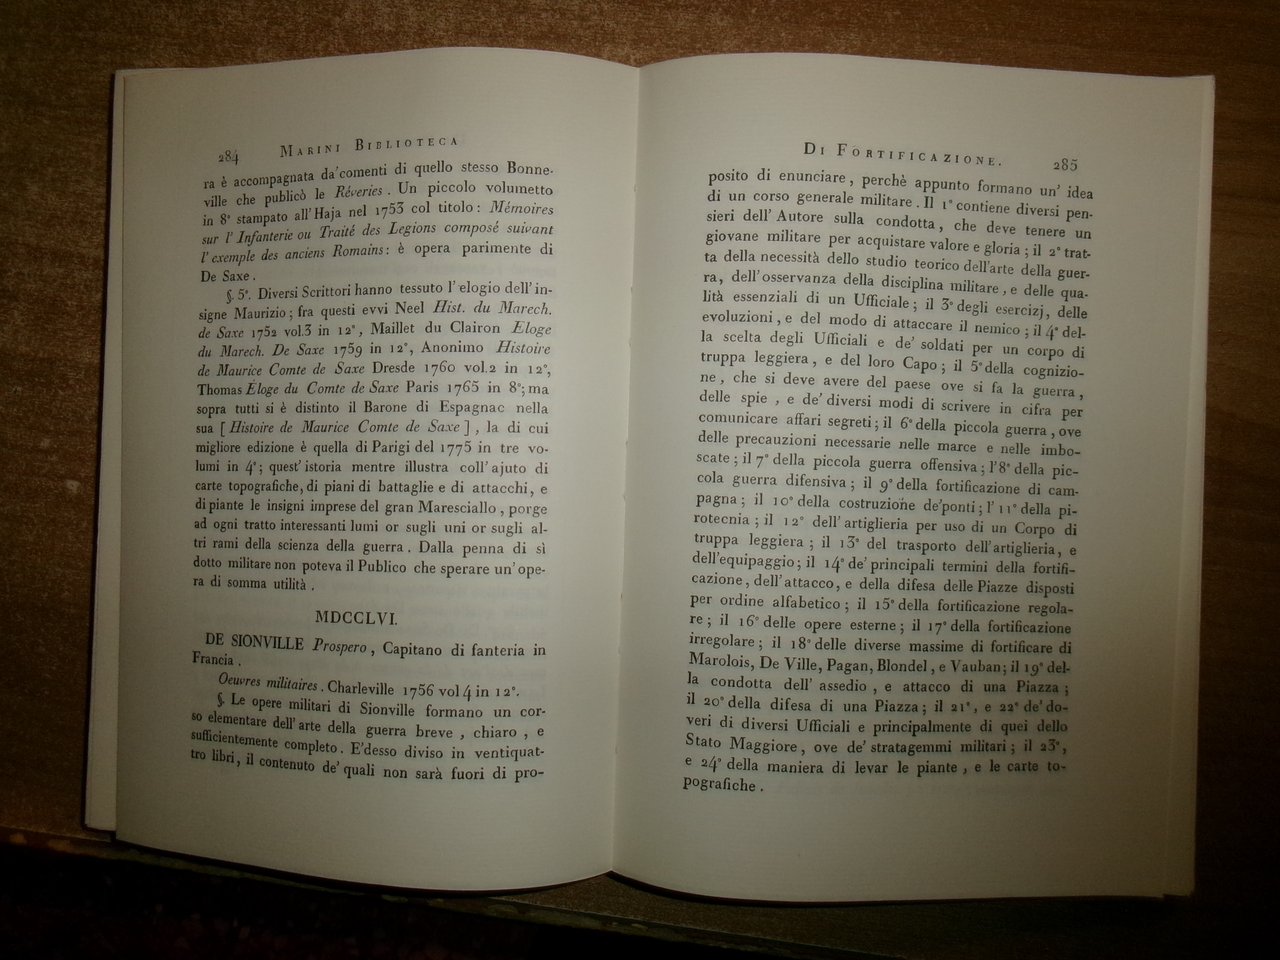 284 MARINI BIBLIOTECA
ra è accompagnata da'comenti di quello stesso Bonne-
ville che publicò le Réveries. Un piccolo volumetto
in 8° stampato all'Haja nel 1753 col titolo: Mémoires
sur l'Infanterie ou Traité des Legions composé suivant
l'exemple des anciens Romains: è opera parimente di
De Saxe.
§. 5°. Diversi Scrittori hanno tessuto l'elogio dell'in-
signe Maurizio; fra questi evvi Neel Hist. du Marech.
de Saxe 1752 vol.3 in 12°, Maillet du Clairon Eloge
du Marech. De Saxe 1759 in 12°, Anonimo Histoire
de Maurice Comte de Saxe Dresde 1760 vol.2 in 12°,
Thomas Éloge du Comte de Saxe Paris 1765 in 8°; ma
sopra tutti si è distinto il Barone di Espagnac nella
sua [Histoire de Maurice Comte de Saxe], la di cui
migliore edizione è quella di Parigi del 1775 in tre vo-
lumi in 4°; quest'istoria mentre illustra coll'ajuto di
carte topografiche, di piani di battaglie e di attacchi, e
di piante le insigni imprese del gran Maresciallo, porge
ad ogni tratto interessanti lumi or sugli uni or sugli al-
tri rami della scienza della guerra. Dalla penna di sì
dotto militare non poteva il Publico che sperare un'ope-
ra di somma utilità.
MDCCLVI.
DE SIONVILLE Prospero, Capitano di fanteria in
Francia.
Oeuvres militaires. Charleville 1756 vol 4 in 12°.
§. Le opere militari di Sionville formano un cor-
so elementare dell'arte della guerra breve, chiaro, e
sufficientemente completo. E'desso diviso in ventiquat-
tro libri, il contenuto de'quali non sarà fuori di pro-
DI FORTIFICAZIONE. 285
posito di enunciare, perchè appunto formano un'idea
di un corso generale militare. Il 1° contiene diversi pen-
sieri dell'Autore sulla condotta, che deve tenere un
giovane militare per acquistare valore e gloria; il 2° trat-
ta della necessità dello studio teorico dell'arte della guer-
ra, dell'osservanza della disciplina militare, e delle qua-
lità essenziali di un Uffiziale; il 3° degli esercizj, delle
evoluzioni, e del modo di attaccare il nemico; il 4° del-
la scelta degli Ufficiali e de' soldati per un corpo di
truppa leggiera, e del loro Capo; il 5° della cognizio-
ne, che si deve avere del paese ove si fa la guerra,
delle spie, e de'diversi modi di scrivere in cifra per
comunicare affari segreti; il 6° della piccola guerra, ove
delle precauzioni necessarie nelle marce e nelle imbo-
scate; il 7° della piccola guerra offensiva; l'8° della pic-
cola guerra difensiva; il 9° della fortificazione di cam-
pagna; il 10° della costruzione de'ponti; l'11° della pi-
rotecnia; il 12° dell'artiglieria per uso di un Corpo di
truppa leggiera; il 13° del trasporto dell'artiglieria, e
dell'equipaggio; il 14° de'principali termini della fortifi-
cazione, dell'attacco, e della difesa delle Piazze disposti
per ordine alfabetico; il 15° della fortificazione regola-
re; il 16° delle opere esterne; il 17° della fortificazione
irregolare; il 18° delle diverse massime di fortificare di
Marolois, De Ville, Pagan, Blondel, e Vauban; il 19° del-
la condotta dell'assedio, e attacco di una Piazza;
il 20° della difesa di una Piazza; il 21°, e 22° de'do-
veri di diversi Ufficiali e principalmente di quei dello
Stato Maggiore, ove de' stratagemmi militari; il 23°,
e 24° della maniera di levar le piante, e le carte to-
pografiche.